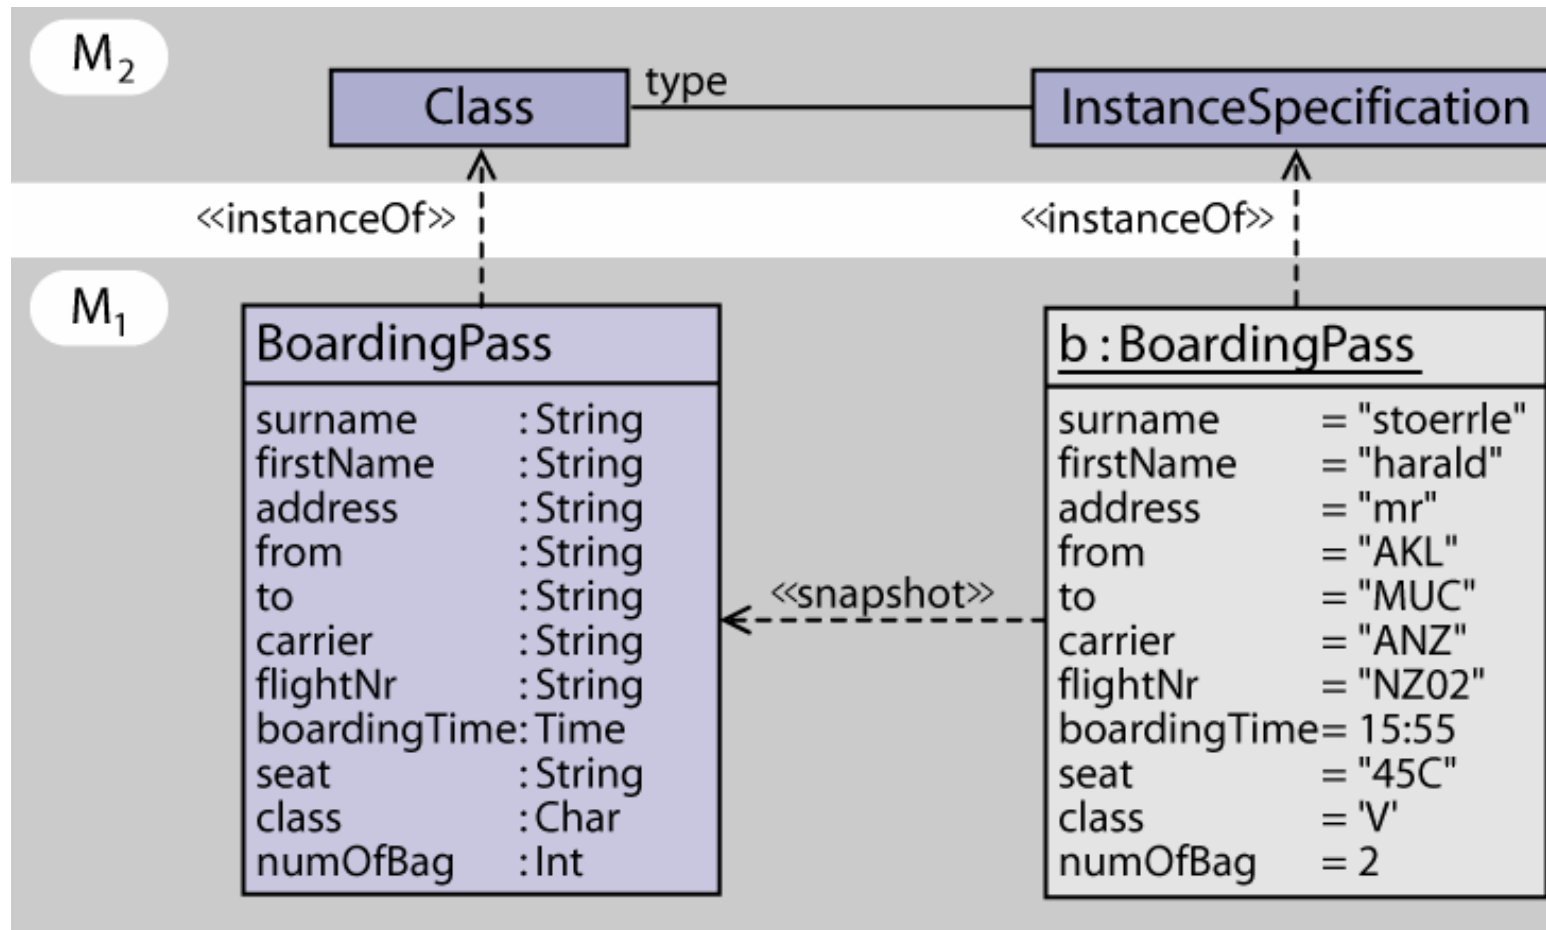 M2
Class
type
InstanceSpecification
«instanceOf»
«instanceOf»
M1
BoardingPass
surname : String
firstName : String
address : String
from : String
to : String
carrier : String
flightNr : String
boardingTime : Time
seat : String
class : Char
numOfBag : Int
«snapshot»
b : BoardingPass
surname = "stoerrle"
firstName = "harald"
address = "mr"
from = "AKL"
to = "MUC"
carrier = "ANZ"
flightNr = "NZ02"
boardingTime = 15:55
seat = "45C"
class = 'V'
numOfBag = 2